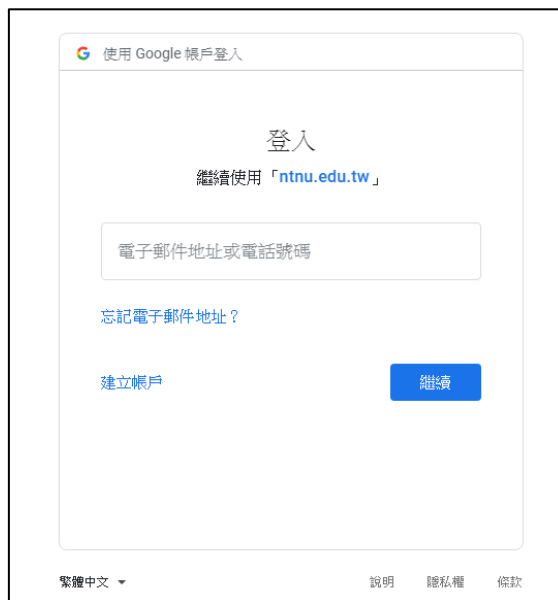 使用 Google 帳戶登入
登入
繼續使用「ntnu.edu.tw」
電子郵件地址或電話號碼
忘記電子郵件地址？
建立帳戶 繼續
繁體中文 說明 隱私權 條款